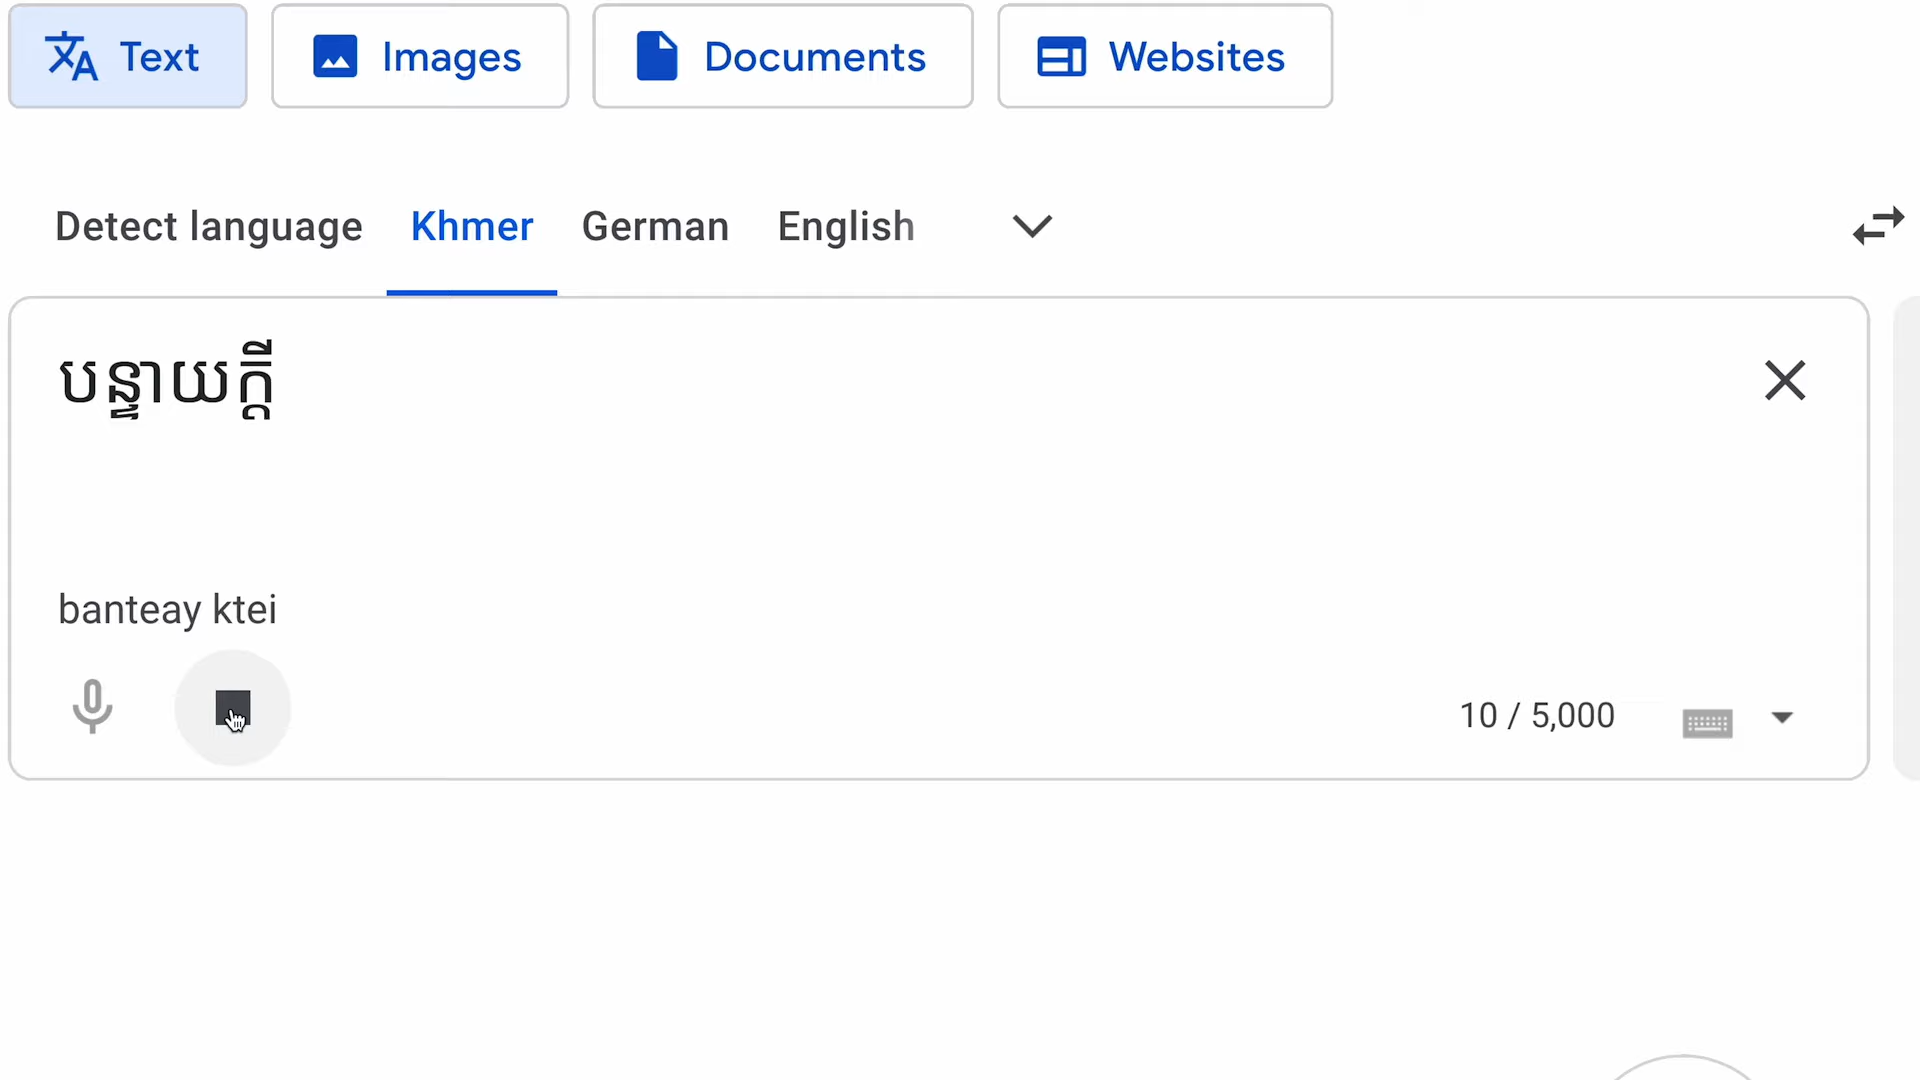 Text Images Documents Websites
Detect language Khmer German English
បន្ទាយក្ដី
banteay ktei
10 / 5,000